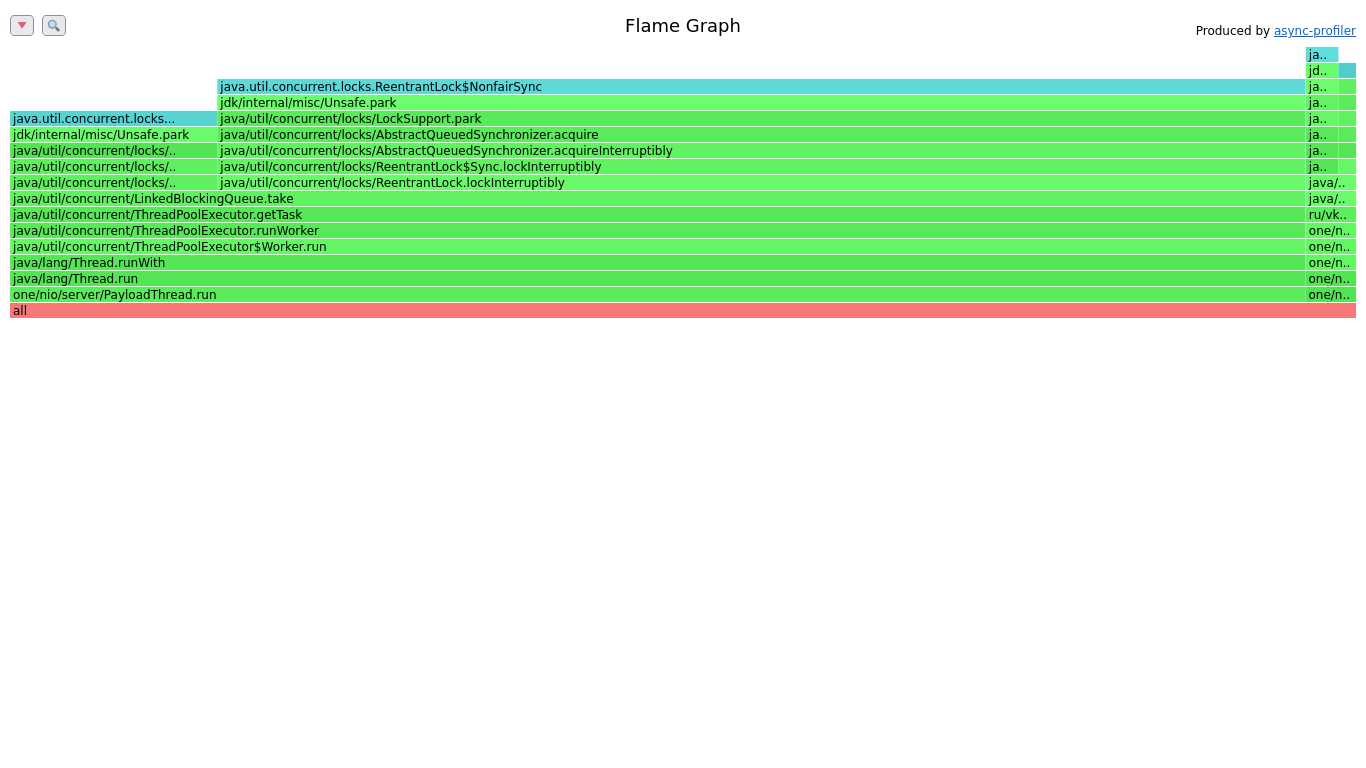 Flame Graph
Produced by async-profiler
ja..
jd..
java.util.concurrent.locks.ReentrantLock$NonfairSync ja..
jdk/internal/misc/Unsafe.park ja..
java.util.concurrent.locks... java/util/concurrent/locks/LockSupport.park ja..
jdk/internal/misc/Unsafe.park java/util/concurrent/locks/AbstractQueuedSynchronizer.acquire ja..
java/util/concurrent/locks/.. java/util/concurrent/locks/AbstractQueuedSynchronizer.acquireInterruptibly ja..
java/util/concurrent/locks/.. java/util/concurrent/locks/ReentrantLock$Sync.lockInterruptibly ja..
java/util/concurrent/locks/.. java/util/concurrent/locks/ReentrantLock.lockInterruptibly java/..
java/util/concurrent/LinkedBlockingQueue.take java/..
java/util/concurrent/ThreadPoolExecutor.getTask ru/vk..
java/util/concurrent/ThreadPoolExecutor.runWorker one/n..
java/util/concurrent/ThreadPoolExecutor$Worker.run one/n..
java/lang/Thread.runWith one/n..
java/lang/Thread.run one/n..
one/nio/server/PayloadThread.run one/n..
all